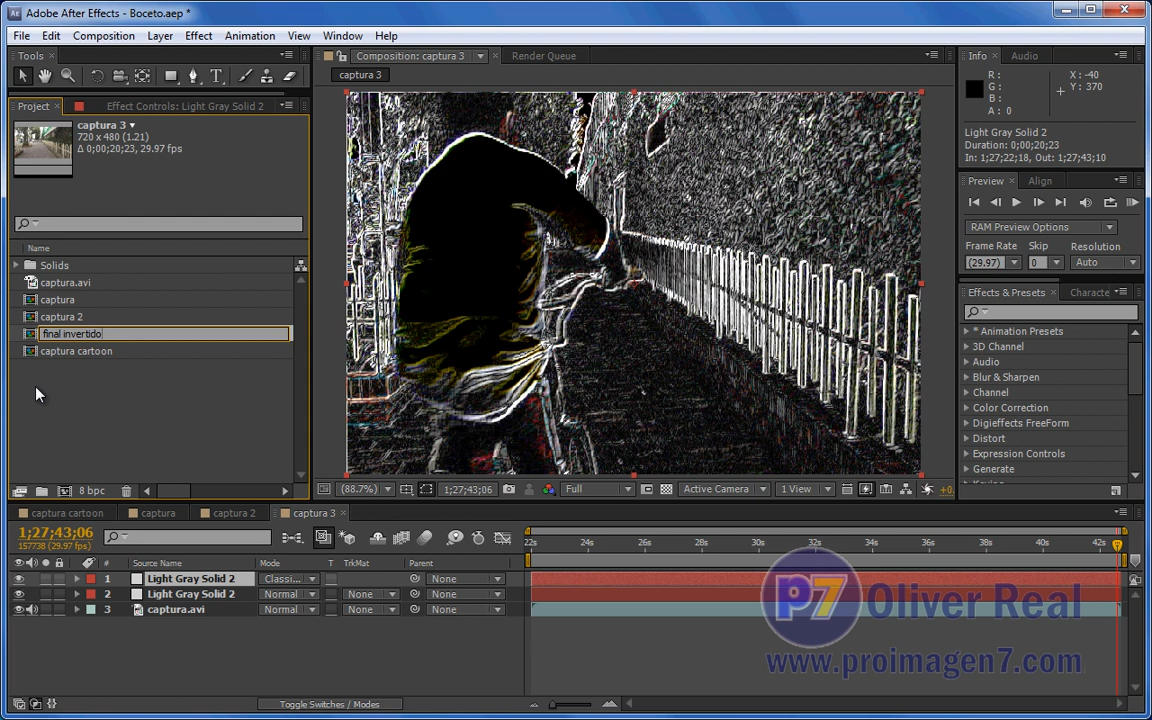 Adobe After Effects - Boceto.aep *
File Edit Composition Layer Effect Animation View Window Help
Tools
Composition: captura 3
Render Queue
Info
Audio
captura 3
R:
G:
B:
A: 0
X: -40
Y: 370
Light Gray Solid 2
Duration: 0;00;20;23
In: 1;27;22;18, Out: 1;27;43;10
Project
Effect Controls: Light Gray Solid 2
captura 3
720 x 480 (1.21)
Δ 0;00;20;23, 29.97 fps
Name
Solids
captura.avi
captura
captura 2
final invertido
captura cartoon
8 bpc
Preview
Align
RAM Preview Options
Frame Rate Skip Resolution
(29.97) 0 Auto
Effects & Presets
Characte
* Animation Presets
3D Channel
Audio
Blur & Sharpen
Channel
Color Correction
Digieffects FreeForm
Distort
Expression Controls
Generate
(88.7%)
1;27;43;06
Full
Active Camera
1 View
+0.
captura cartoon
captura
captura 2
captura 3
1;27;43;06
157738 (29.97 fps)
22s 24s 26s 28s 30s 32s 34s 36s 38s 40s 42s
# Source Name Mode T TrkMat Parent
1 Light Gray Solid 2 Classi... None
2 Light Gray Solid 2 Normal None None
3 captura.avi Normal None None
Toggle Switches / Modes
p7 Oliver Real
www.proimagen7.com